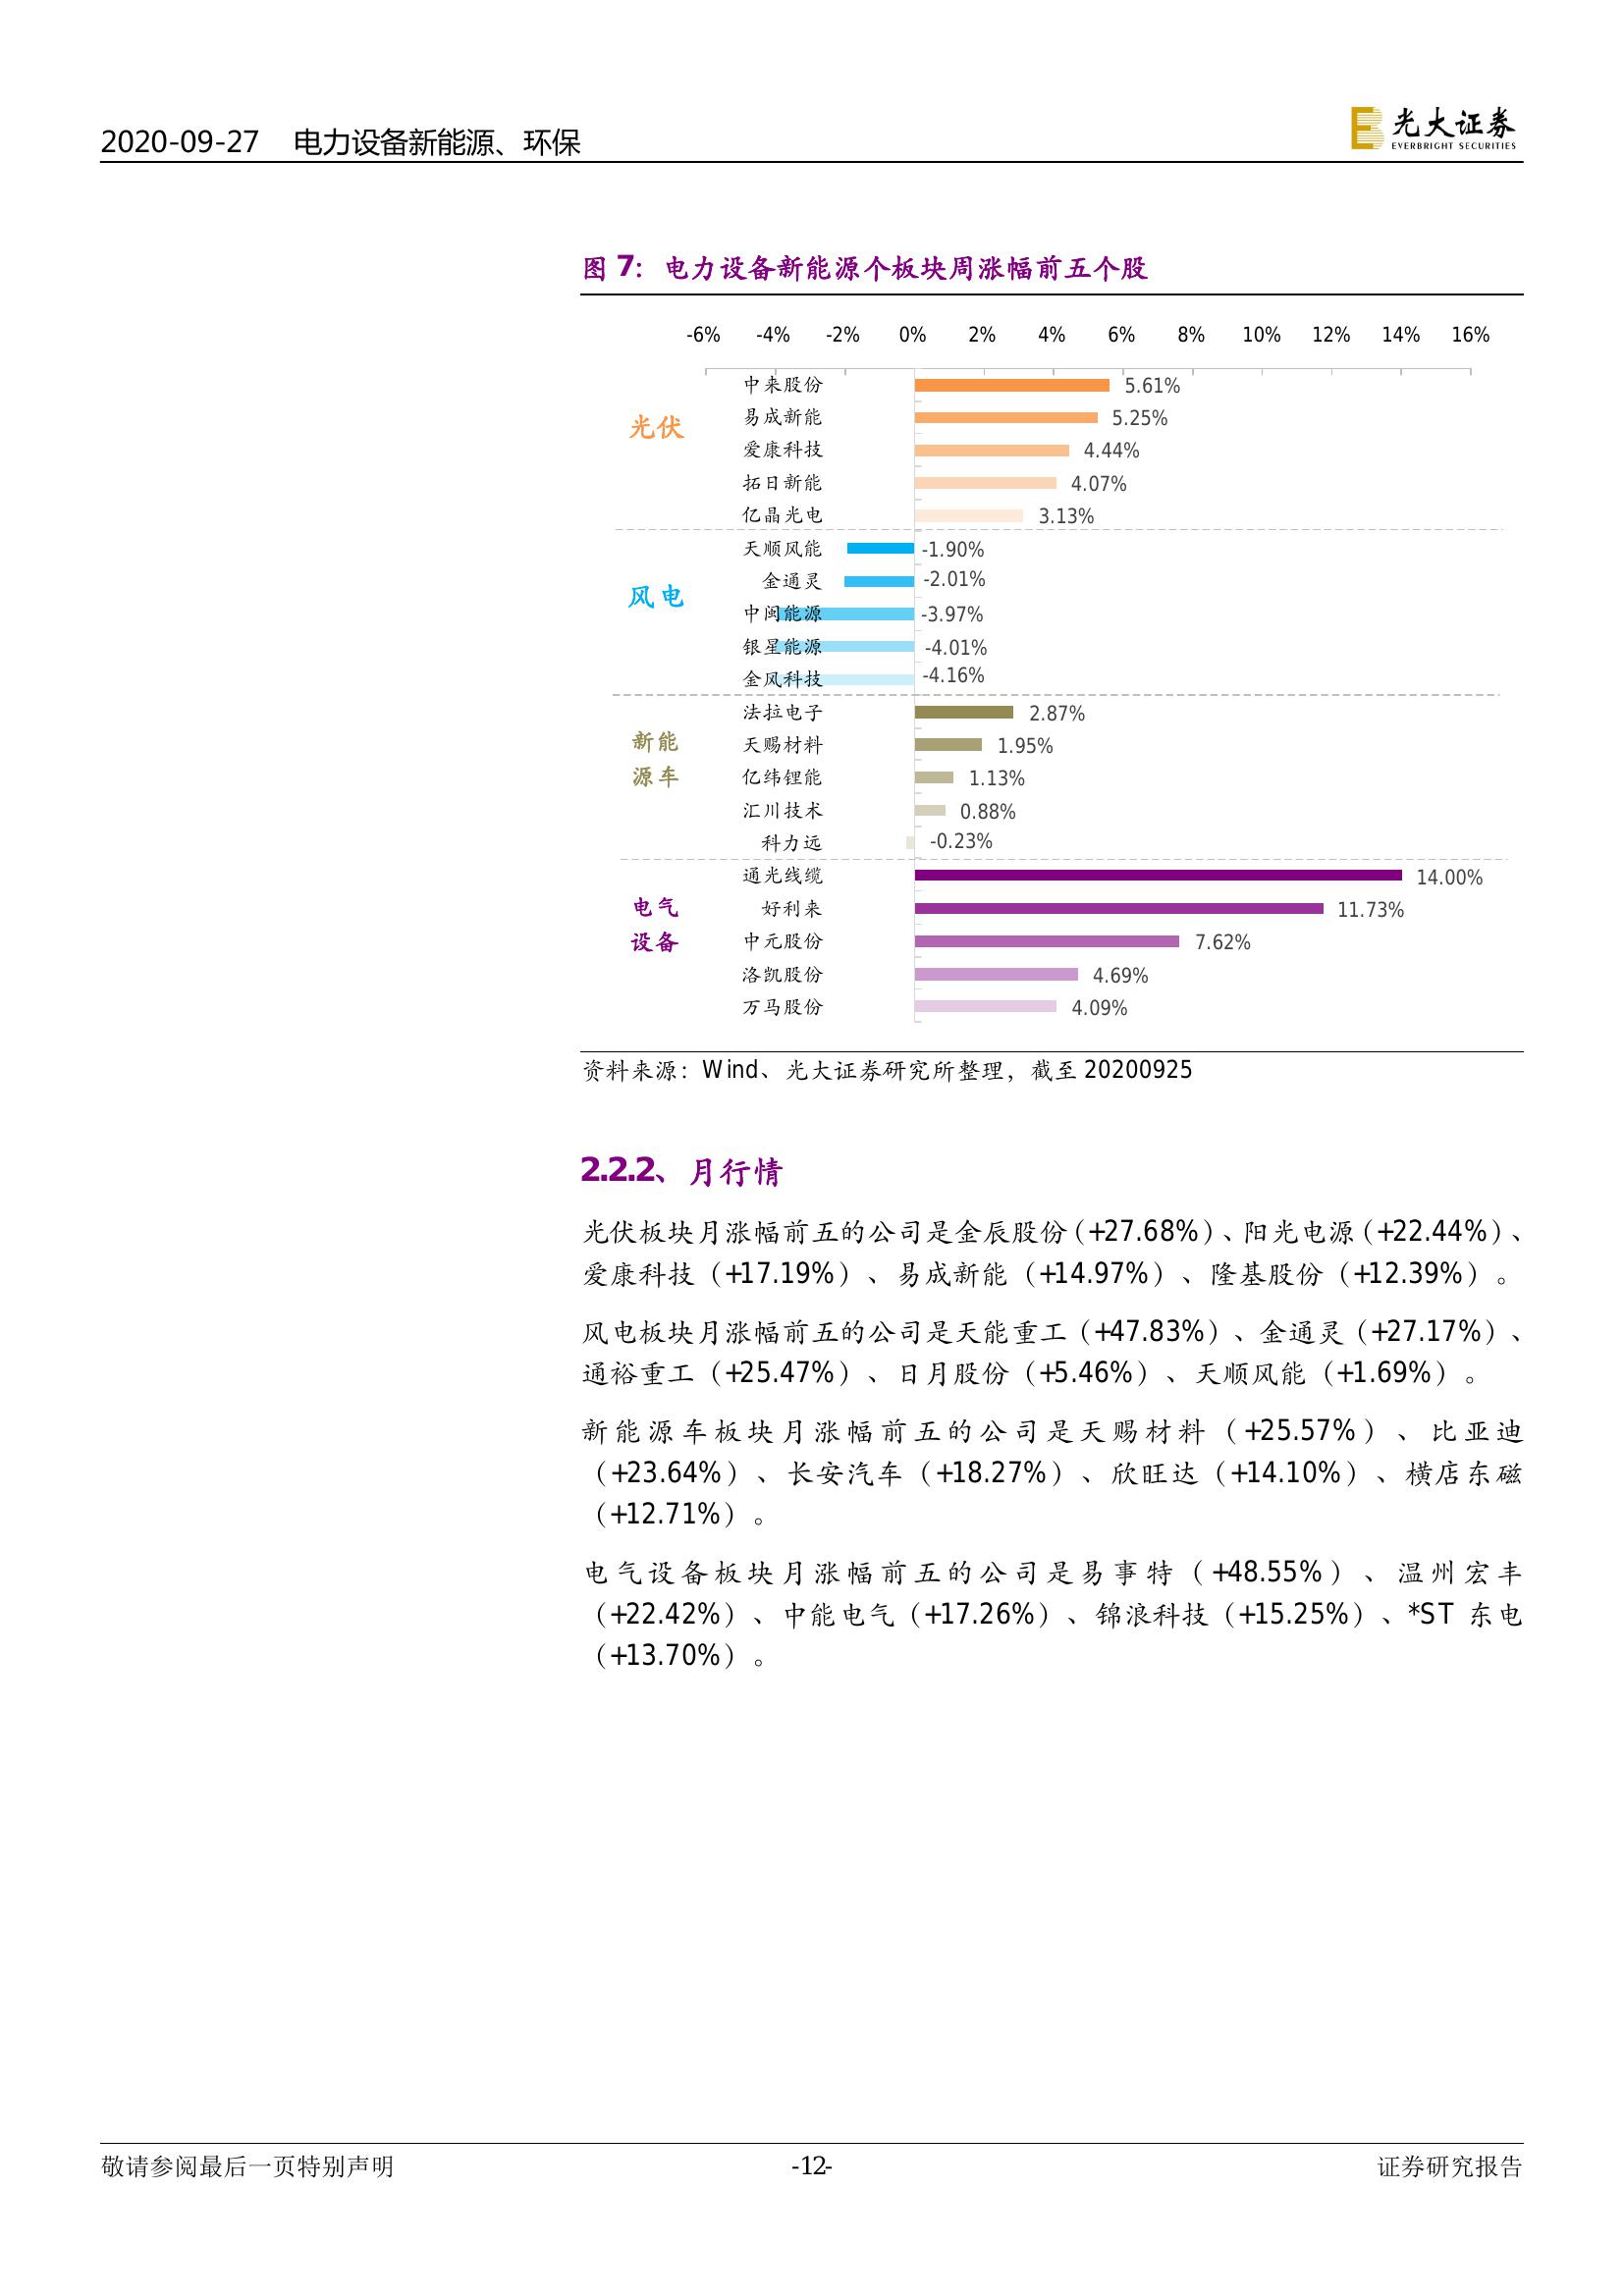 2020-09-27 电力设备新能源、环保
光大证券
EVERBRIGHT SECURITIES
图 7：电力设备新能源个板块周涨幅前五个股
-6% -4% -2% 0% 2% 4% 6% 8% 10% 12% 14% 16%
光伏
中来股份 5.61%
易成新能 5.25%
爱康科技 4.44%
拓日新能 4.07%
亿晶光电 3.13%
风电
天顺风能 -1.90%
金通灵 -2.01%
中闽能源 -3.97%
银星能源 -4.01%
金风科技 -4.16%
新能
源车
法拉电子 2.87%
天赐材料 1.95%
亿纬锂能 1.13%
汇川技术 0.88%
科力远 -0.23%
电气
设备
通光线缆 14.00%
好利来 11.73%
中元股份 7.62%
洛凯股份 4.69%
万马股份 4.09%
资料来源：Wind、光大证券研究所整理，截至 20200925
2.2.2、月行情
光伏板块月涨幅前五的公司是金辰股份（+27.68%）、阳光电源（+22.44%）、
爱康科技（+17.19%）、易成新能（+14.97%）、隆基股份（+12.39%）。
风电板块月涨幅前五的公司是天能重工（+47.83%）、金通灵（+27.17%）、
通裕重工（+25.47%）、日月股份（+5.46%）、天顺风能（+1.69%）。
新能源车板块月涨幅前五的公司是天赐材料（+25.57%）、比亚迪
（+23.64%）、长安汽车（+18.27%）、欣旺达（+14.10%）、横店东磁
（+12.71%）。
电气设备板块月涨幅前五的公司是易事特（+48.55%）、温州宏丰
（+22.42%）、中能电气（+17.26%）、锦浪科技（+15.25%）、*ST 东电
（+13.70%）。
敬请参阅最后一页特别声明 -12- 证券研究报告